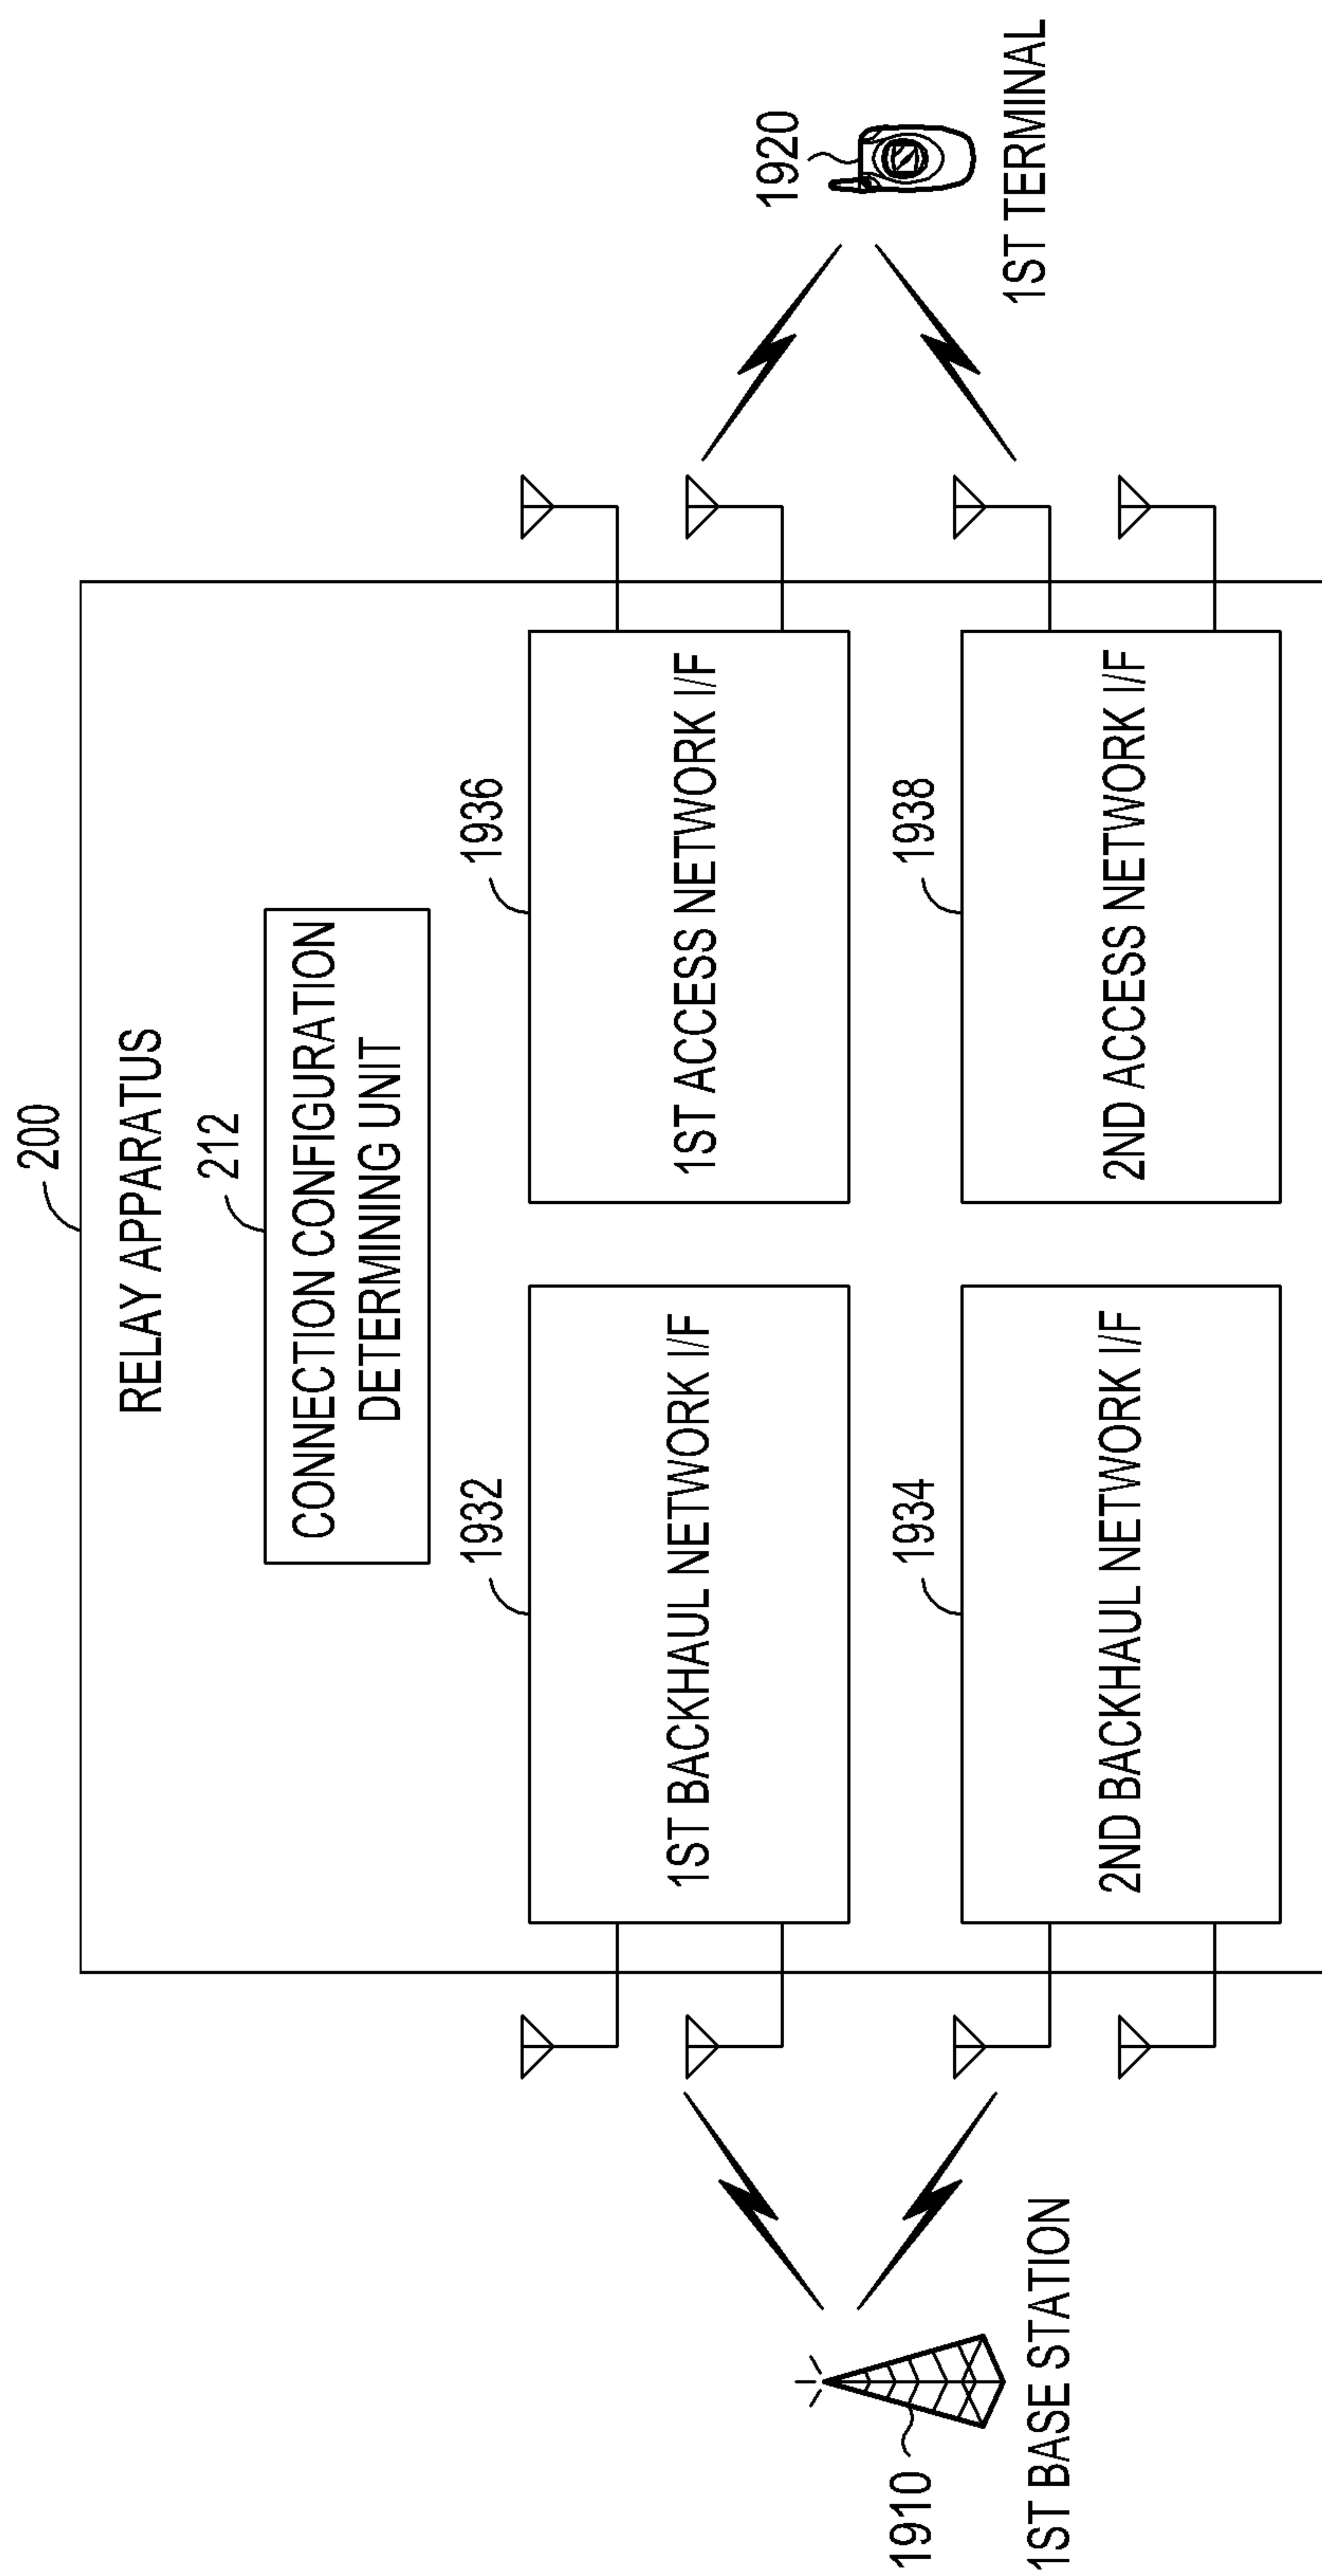 200
RELAY APPARATUS
212
CONNECTION CONFIGURATION
DETERMINING UNIT
1932
1ST BACKHAUL NETWORK I/F
1936
1ST ACCESS NETWORK I/F
1934
2ND BACKHAUL NETWORK I/F
1938
2ND ACCESS NETWORK I/F
1910
1ST BASE STATION
1920
1ST TERMINAL